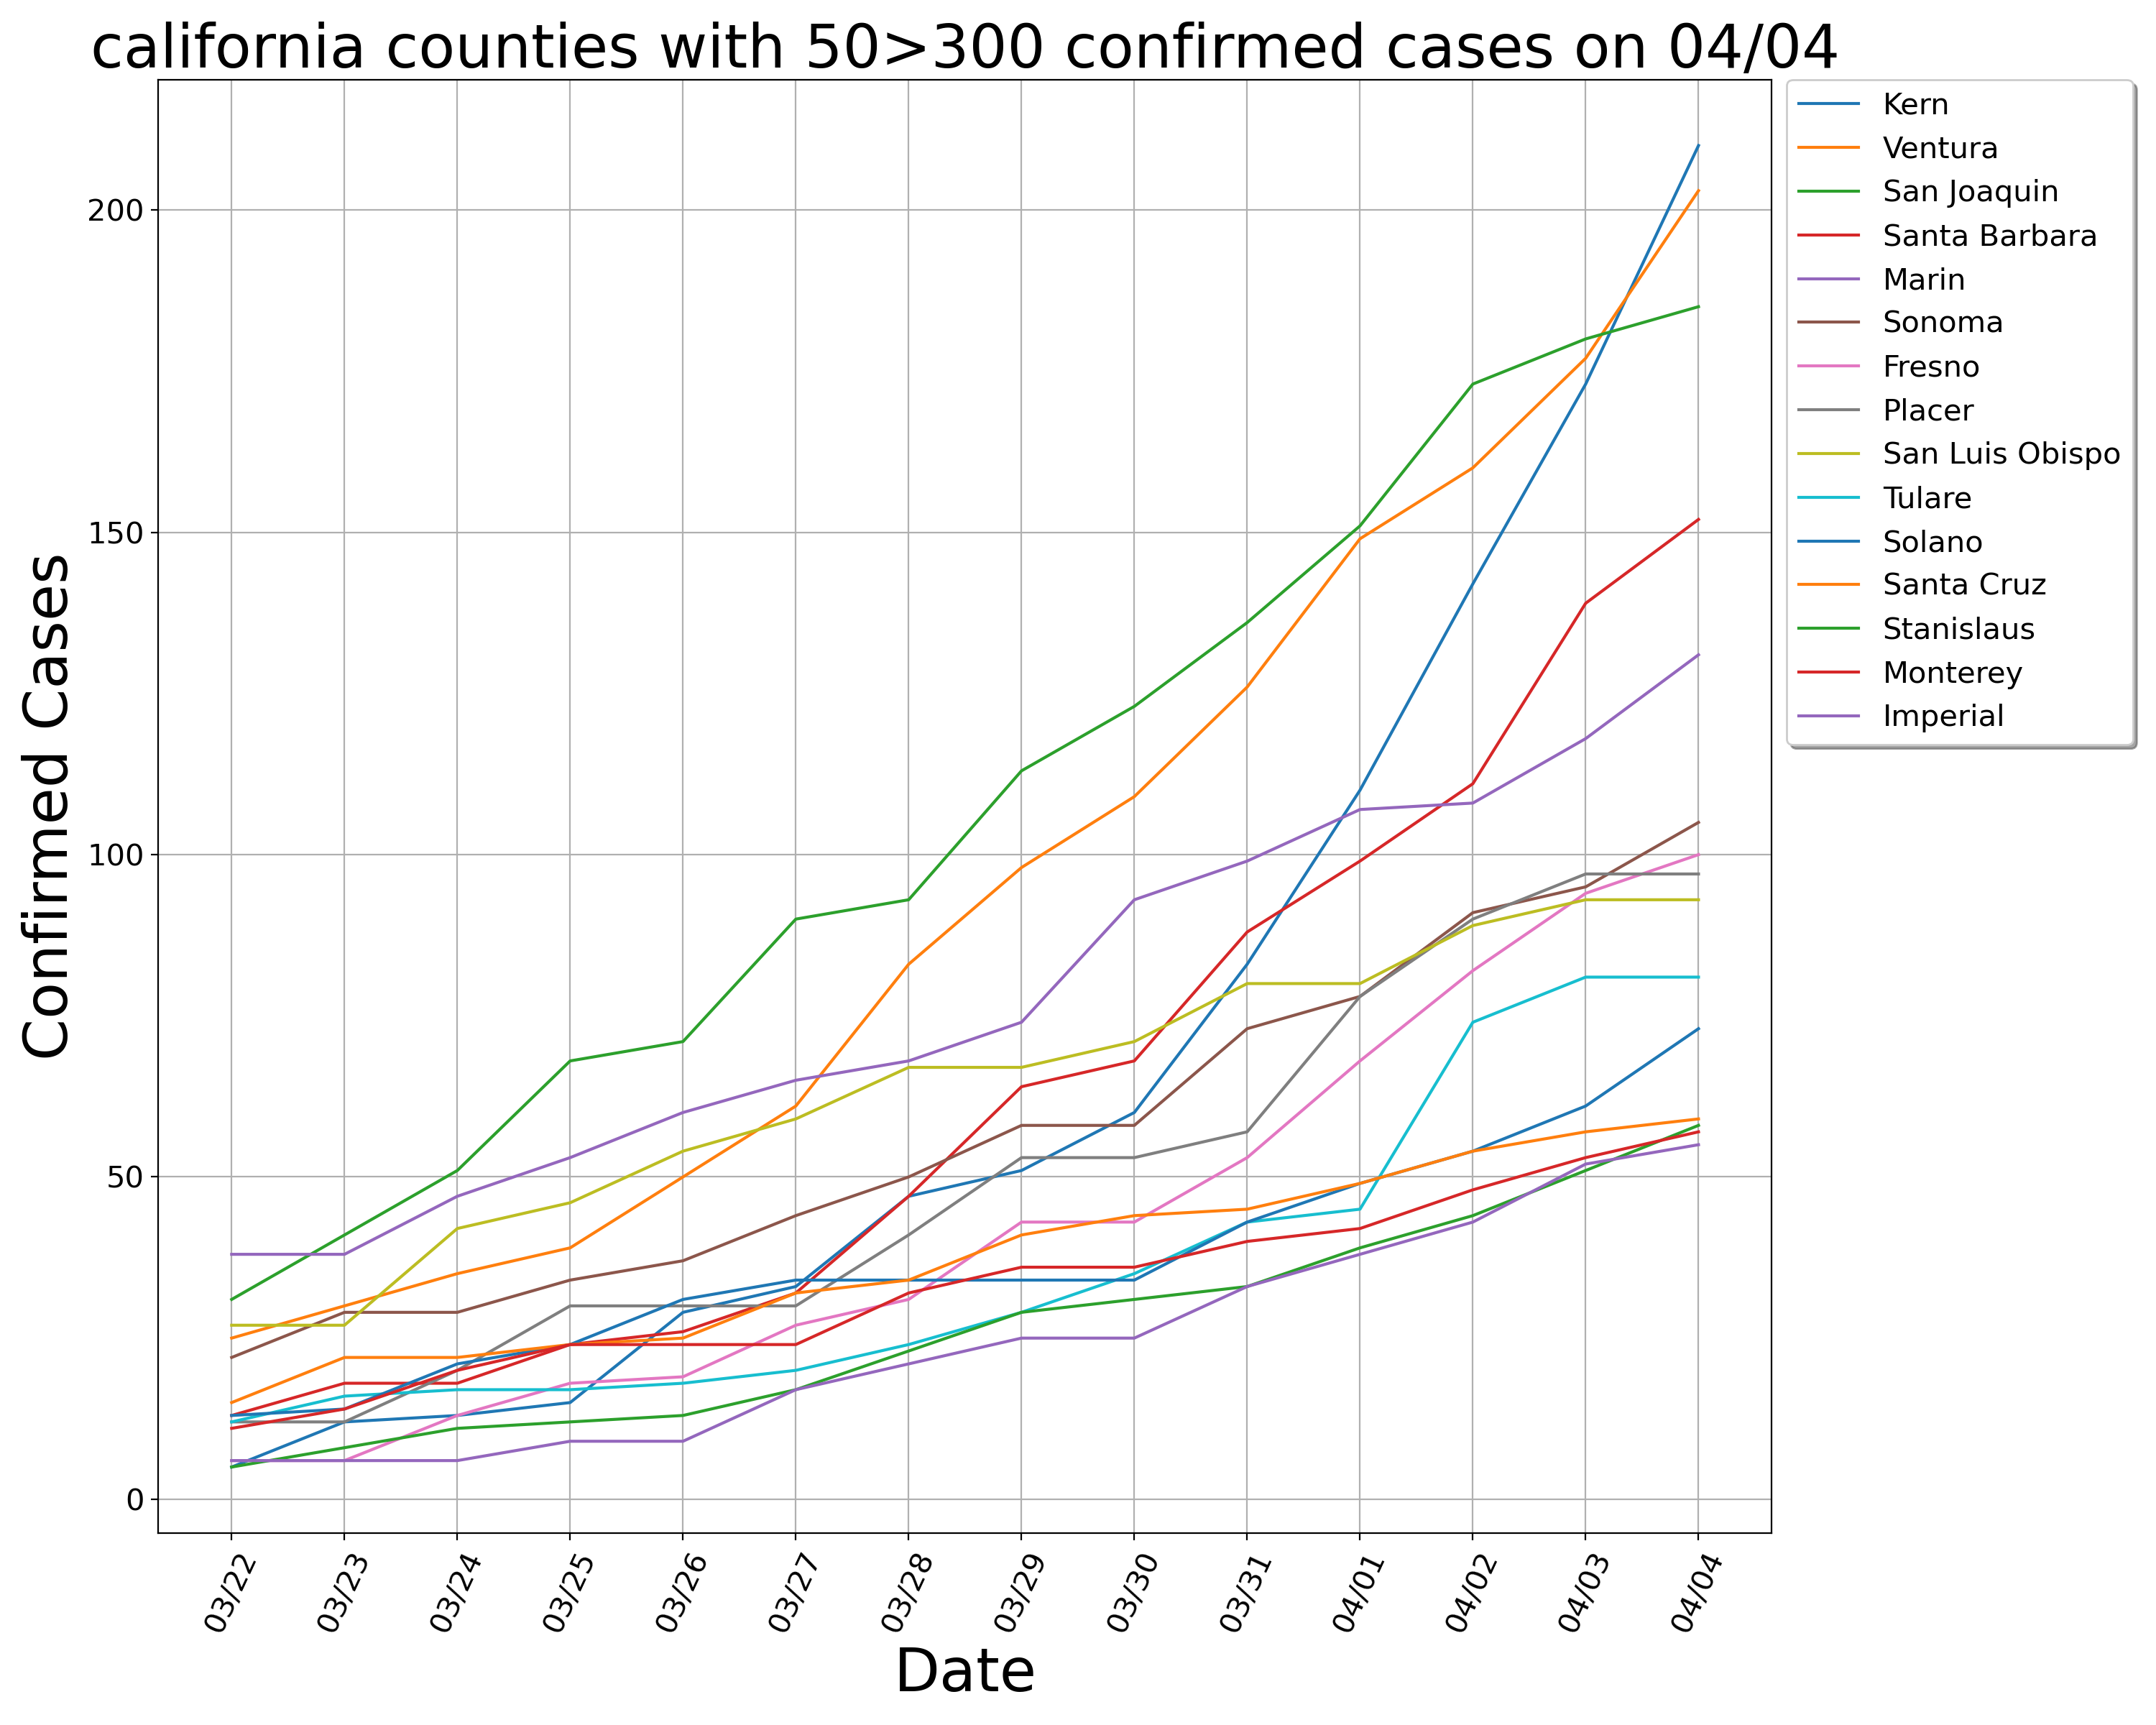 california counties with 50>300 confirmed cases on 04/04
Kern
Ventura
San Joaquin
Santa Barbara
Marin
Sonoma
Fresno
Placer
San Luis Obispo
Tulare
Solano
Santa Cruz
Stanislaus
Monterey
Imperial
Confirmed Cases
200
150
100
50
0
03/22
03/23
03/24
03/25
03/26
03/27
03/28
03/29
03/30
03/31
04/01
04/02
04/03
04/04
Date